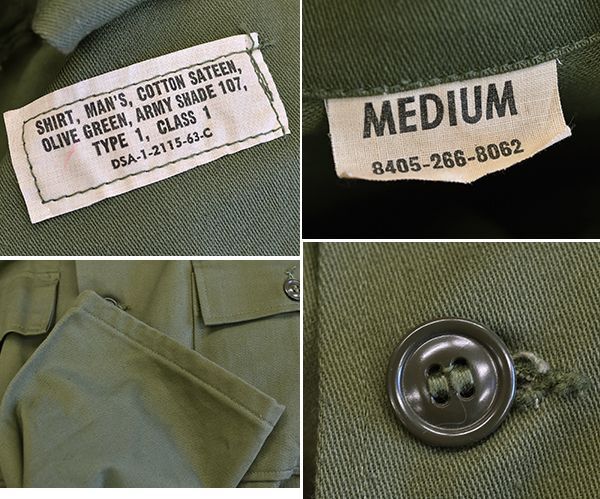 SHIRT, MAN'S, COTTON SATEEN,
OLIVE GREEN, ARMY SHADE 107,
TYPE 1, CLASS 1
DSA-1-2115-63-C
MEDIUM
8405-266-8062